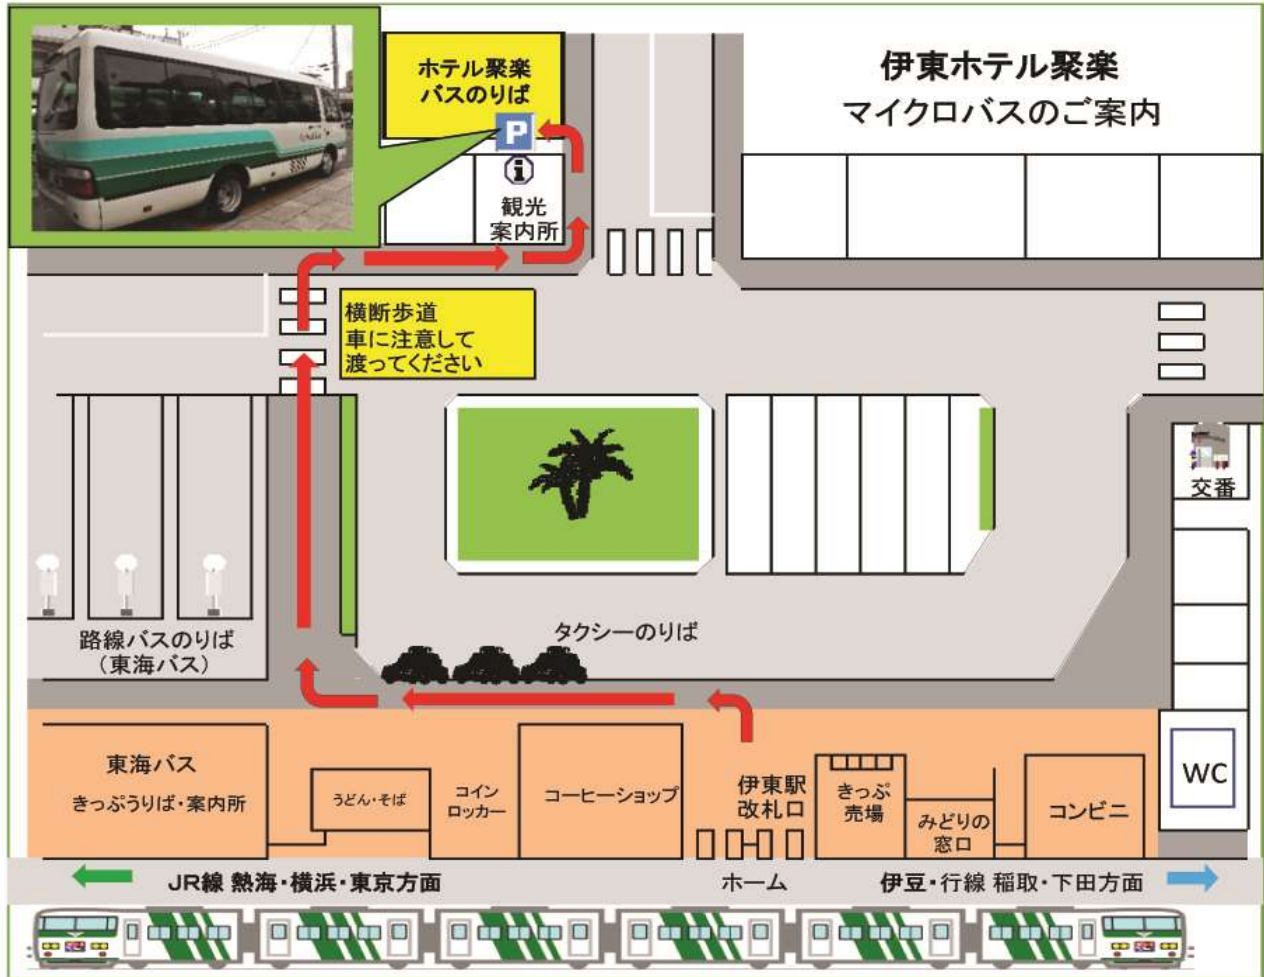 ホテル聚楽
バスのりば
P
i
観光
案内所
伊東ホテル聚楽
マイクロバスのご案内
横断歩道
車に注意して
渡ってください
交番
路線バスのりば
（東海バス）
タクシーのりば
東海バス
きっぷうりば・案内所
うどん・そば
コイン
ロッカー
コーヒーショップ
伊東駅
改札口
きっぷ
売場
みどりの
窓口
コンビニ
WC
JR線 熱海・横浜・東京方面
ホーム
伊豆・行線 稲取・下田方面